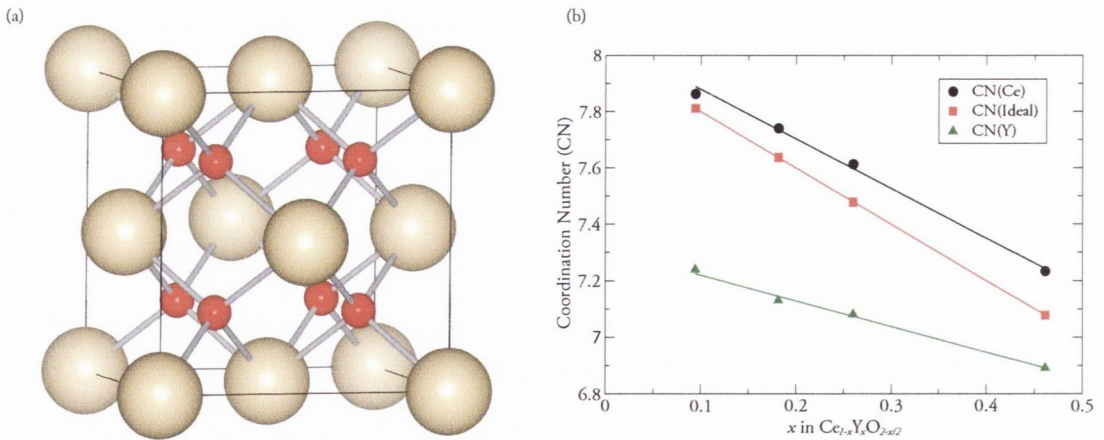 (a)
(b)
8
7.8
7.6
7.4
7.2
7
6.8
Coordination Number (CN)
CN(Ce)
CN(Ideal)
CN(Y)
0
0.1
0.2
0.3
0.4
0.5
x in Ce1-xYxO2-x/2